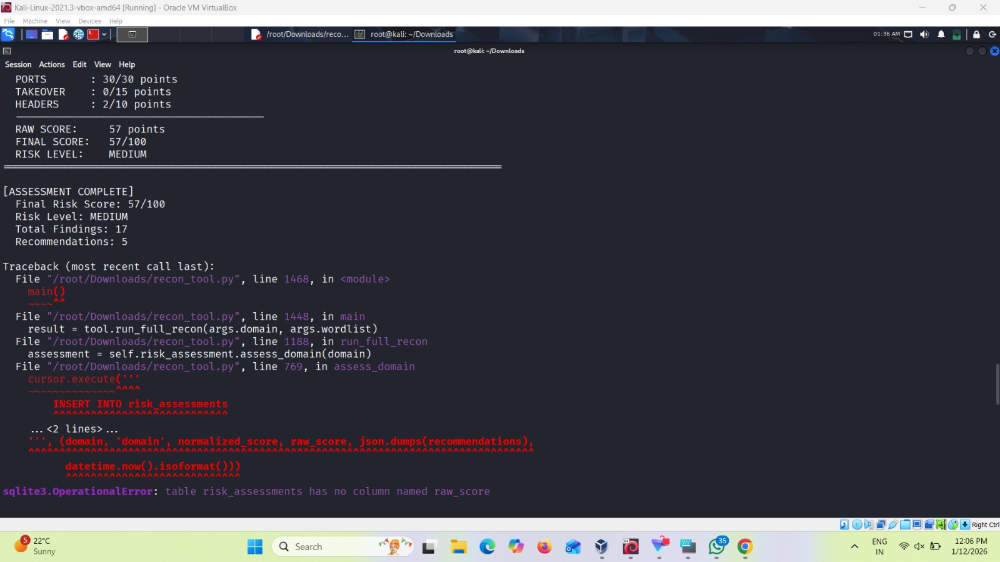 Kali-Linux-2021.3-vbox-amd64 [Running] - Oracle VM VirtualBox
File Machine View Devices Help
/root/Downloads/reco... root@kali: ~/Downloads 01:36 AM
root@kali: ~/Downloads
Session Actions Edit View Help
PORTS : 30/30 points
TAKEOVER : 0/15 points
HEADERS : 2/10 points
RAW SCORE: 57 points
FINAL SCORE: 57/100
RISK LEVEL: MEDIUM
[ASSESSMENT COMPLETE]
Final Risk Score: 57/100
Risk Level: MEDIUM
Total Findings: 17
Recommendations: 5
Traceback (most recent call last):
File "/root/Downloads/recon_tool.py", line 1468, in <module>
main()
~~~~^^
File "/root/Downloads/recon_tool.py", line 1448, in main
result = tool.run_full_recon(args.domain, args.wordlist)
File "/root/Downloads/recon_tool.py", line 1188, in run_full_recon
assessment = self.risk_assessment.assess_domain(domain)
File "/root/Downloads/recon_tool.py", line 769, in assess_domain
cursor.execute('''
~~~~~~~~~~~~~~^^^^
INSERT INTO risk_assessments
^^^^^^^^^^^^^^^^^^^^^^^^^^^^
...<2 lines>...
''', (domain, 'domain', normalized_score, raw_score, json.dumps(recommendations),
^^^^^^^^^^^^^^^^^^^^^^^^^^^^^^^^^^^^^^^^^^^^^^^^^^^^^^^^^^^^^^^^^^^^^^^^^^^^^^^^^
datetime.now().isoformat()))
^^^^^^^^^^^^^^^^^^^^^^^^^^^^
sqlite3.OperationalError: table risk_assessments has no column named raw_score
Right Ctrl
5 22°C
Sunny
Search
35
ENG
IN
12:06 PM
1/12/2026